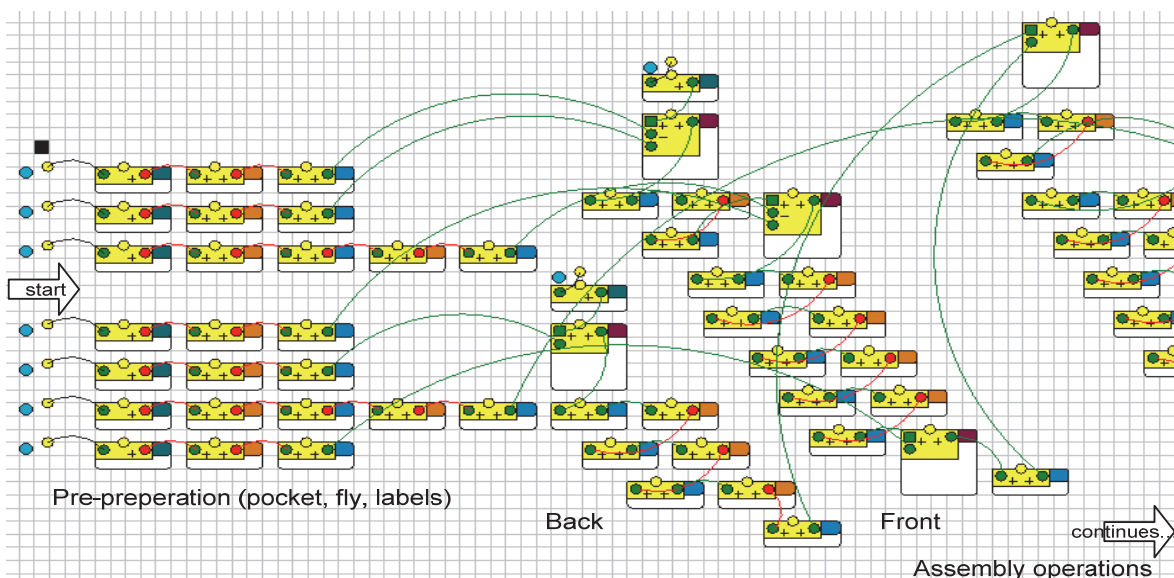 start
Pre-preperation (pocket, fly, labels)
Back
Front
continues..
Assembly operations